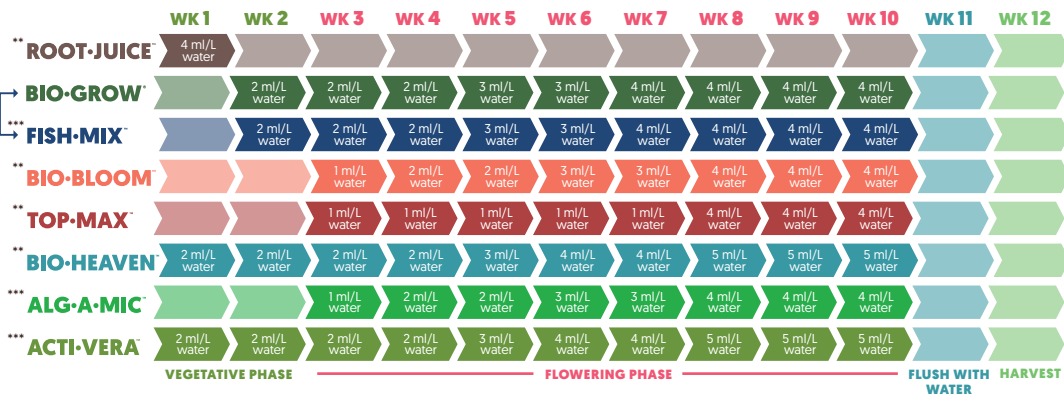 WK 1 WK 2 WK 3 WK 4 WK 5 WK 6 WK 7 WK 8 WK 9 WK 10 WK 11 WK 12
** ROOT·JUICE™ 4 ml/L water
BIO·GROW® 2 ml/L water 2 ml/L water 2 ml/L water 3 ml/L water 3 ml/L water 4 ml/L water 4 ml/L water 4 ml/L water 4 ml/L water
*** FISH·MIX™ 2 ml/L water 2 ml/L water 2 ml/L water 3 ml/L water 3 ml/L water 4 ml/L water 4 ml/L water 4 ml/L water 4 ml/L water
** BIO·BLOOM™ 1 ml/L water 2 ml/L water 2 ml/L water 3 ml/L water 3 ml/L water 4 ml/L water 4 ml/L water 4 ml/L water
** TOP·MAX™ 1 ml/L water 1 ml/L water 1 ml/L water 1 ml/L water 1 ml/L water 4 ml/L water 4 ml/L water 4 ml/L water
** BIO·HEAVEN™ 2 ml/L water 2 ml/L water 2 ml/L water 2 ml/L water 3 ml/L water 4 ml/L water 4 ml/L water 5 ml/L water 5 ml/L water 5 ml/L water
*** ALG·A·MIC™ 1 ml/L water 2 ml/L water 2 ml/L water 3 ml/L water 3 ml/L water 4 ml/L water 4 ml/L water 4 ml/L water
*** ACTI·VERA™ 2 ml/L water 2 ml/L water 2 ml/L water 2 ml/L water 3 ml/L water 4 ml/L water 4 ml/L water 5 ml/L water 5 ml/L water 5 ml/L water
VEGETATIVE PHASE FLOWERING PHASE FLUSH WITH WATER HARVEST